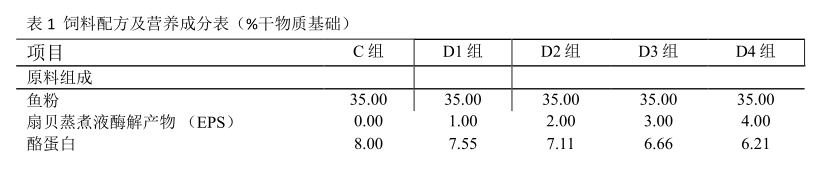 表 1 饲料配方及营养成分表（%干物质基础）
项目 C 组 D1 组 D2 组 D3 组 D4 组
原料组成
鱼粉 35.00 35.00 35.00 35.00 35.00
扇贝蒸煮液酶解产物 （EPS） 0.00 1.00 2.00 3.00 4.00
酪蛋白 8.00 7.55 7.11 6.66 6.21